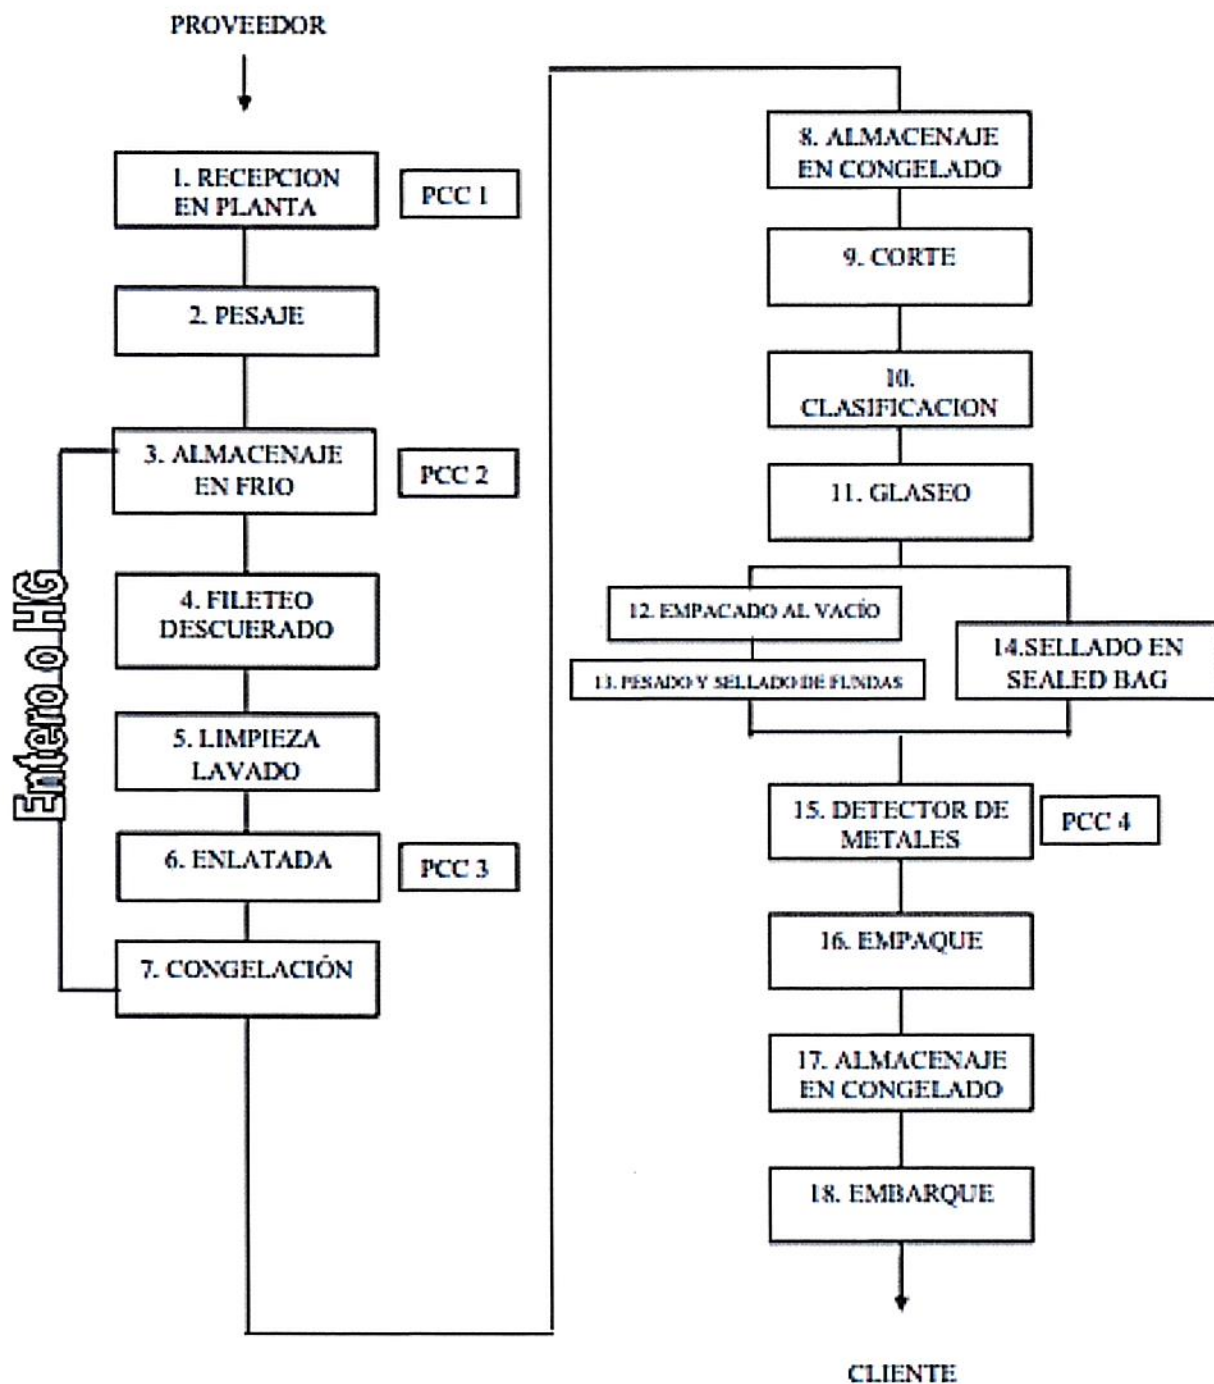 PROVEEDOR
1. RECEPCION
EN PLANTA
PCC 1
2. PESAJE
3. ALMACENAJE
EN FRIO
PCC 2
Entero o HG
4. FILETEO
DESCUERADO
5. LIMPIEZA
LAVADO
6. ENLATADA
PCC 3
7. CONGELACIÓN
8. ALMACENAJE
EN CONGELADO
9. CORTE
10.
CLASIFICACION
11. GLASEO
12. EMPACADO AL VACÍO
13. PESADO Y SELLADO DE FUNDAS
14.SELLADO EN
SEALED BAG
15. DETECTOR DE
METALES
PCC 4
16. EMPAQUE
17. ALMACENAJE
EN CONGELADO
18. EMBARQUE
CLIENTE